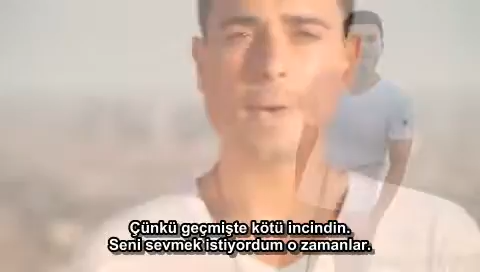 Çünkü geçmişte kötü incindin.
Seni sevmek istiyordum o zamanlar.